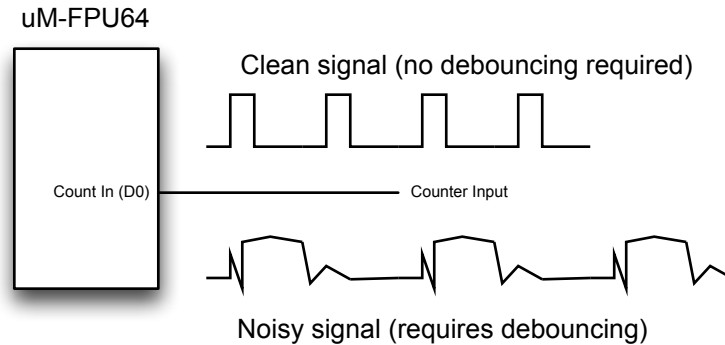 uM-FPU64
Clean signal (no debouncing required)
Count In (D0)
Counter Input
Noisy signal (requires debouncing)